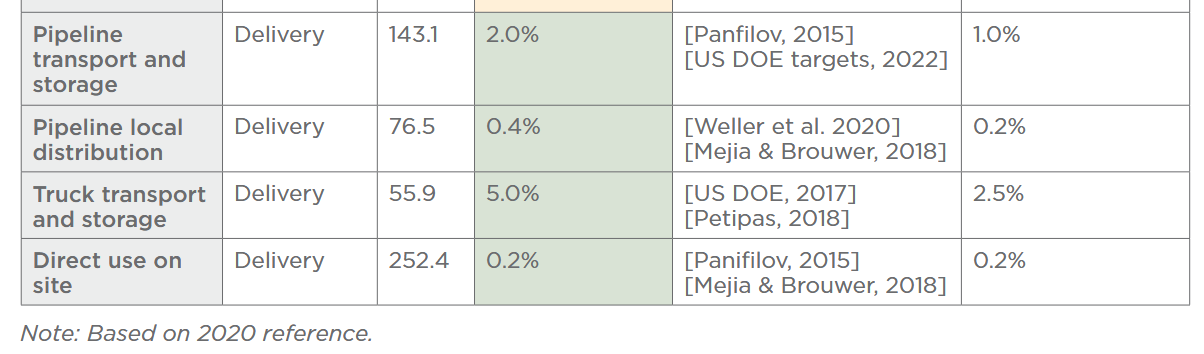 Pipeline transport and storage Delivery 143.1 2.0% [Panfilov, 2015] [US DOE targets, 2022] 1.0%
Pipeline local distribution Delivery 76.5 0.4% [Weller et al. 2020] [Mejia & Brouwer, 2018] 0.2%
Truck transport and storage Delivery 55.9 5.0% [US DOE, 2017] [Petipas, 2018] 2.5%
Direct use on site Delivery 252.4 0.2% [Panifilov, 2015] [Mejia & Brouwer, 2018] 0.2%
Note: Based on 2020 reference.